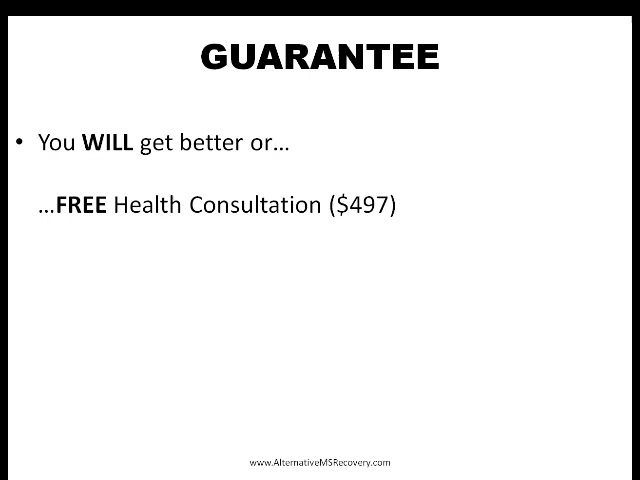 GUARANTEE
• You WILL get better or...
...FREE Health Consultation ($497)
www.AlternativeMSRecovery.com